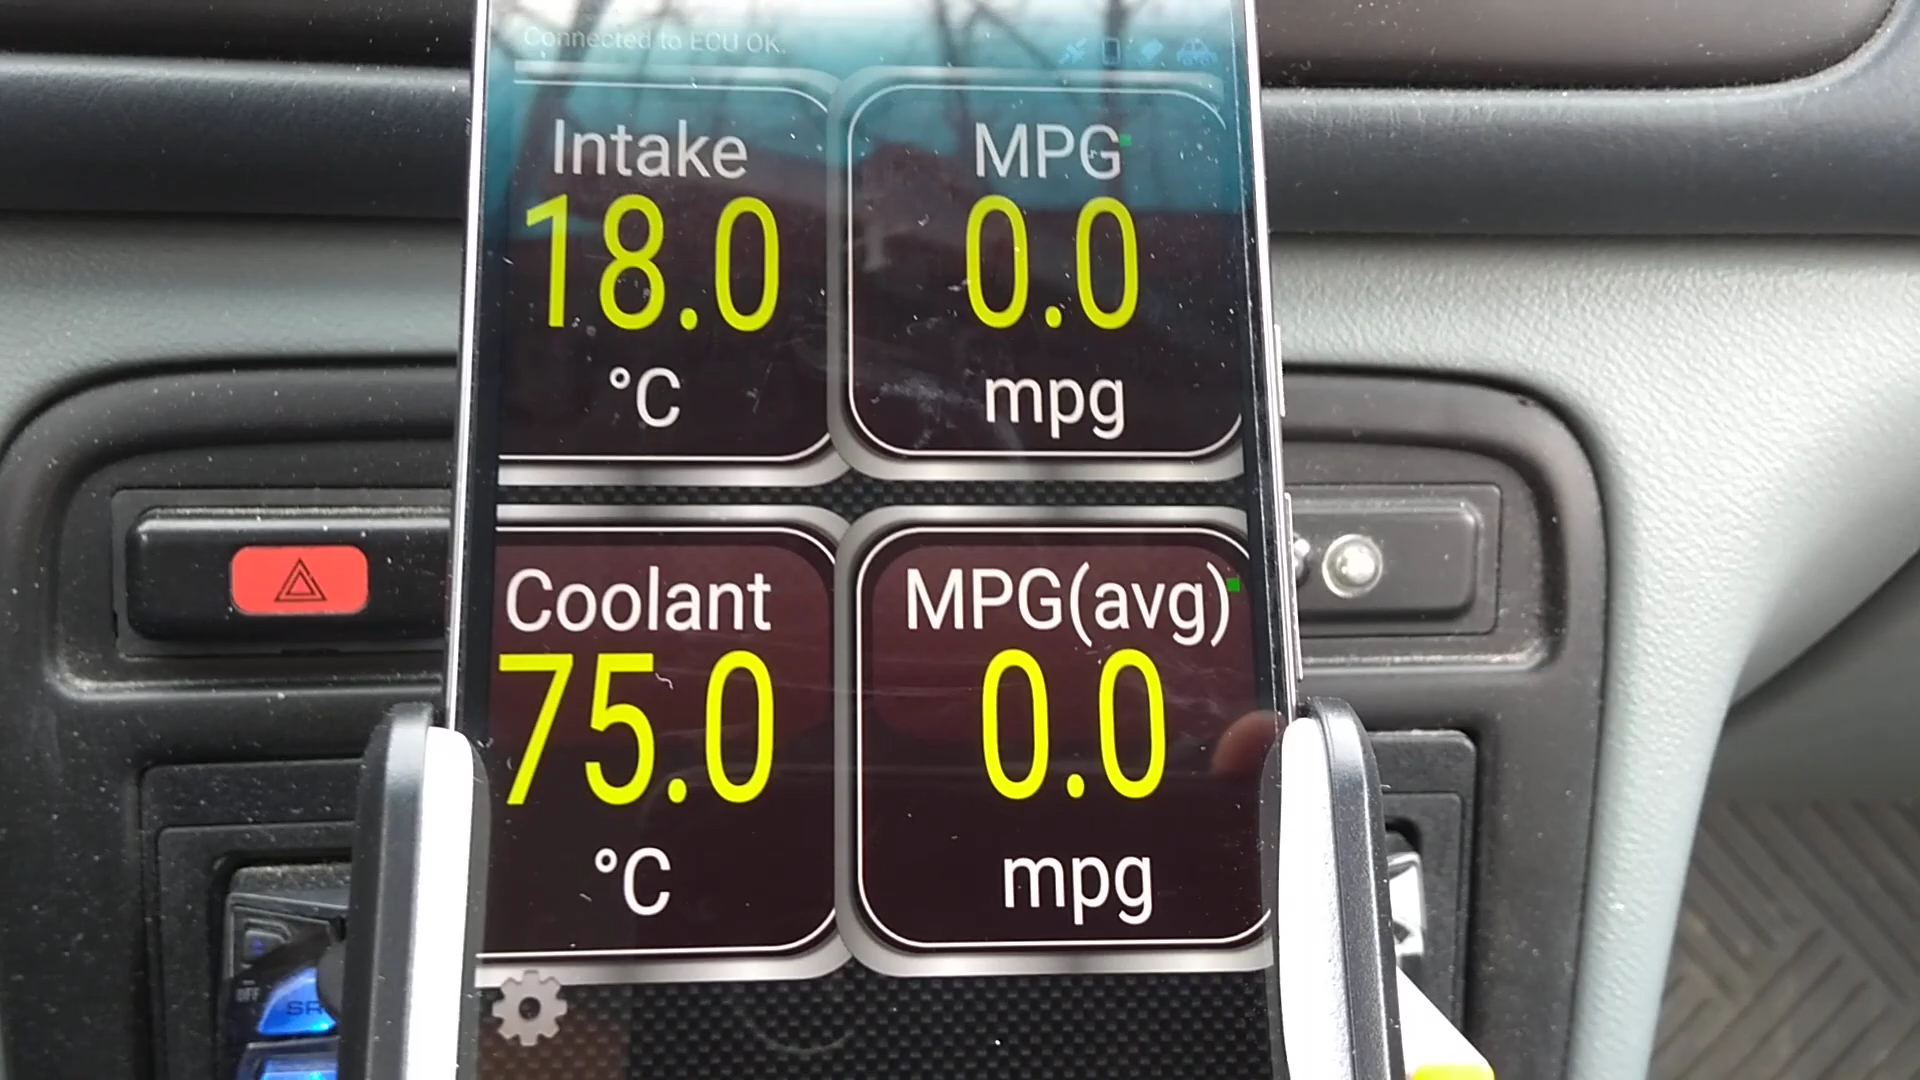 Connected to ECU OK.
Intake
18.0
°C
MPG
0.0
mpg
Coolant
75.0
°C
MPG(avg)
0.0
mpg
OFF